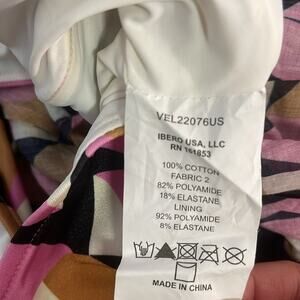 VEL22076US
IBERO USA, LLC
RN 161853
100% COTTON
FABRIC 2
82% POLYAMIDE
18% ELASTANE
LINING
92% POLYAMIDE
8% ELASTANE
MADE IN CHINA